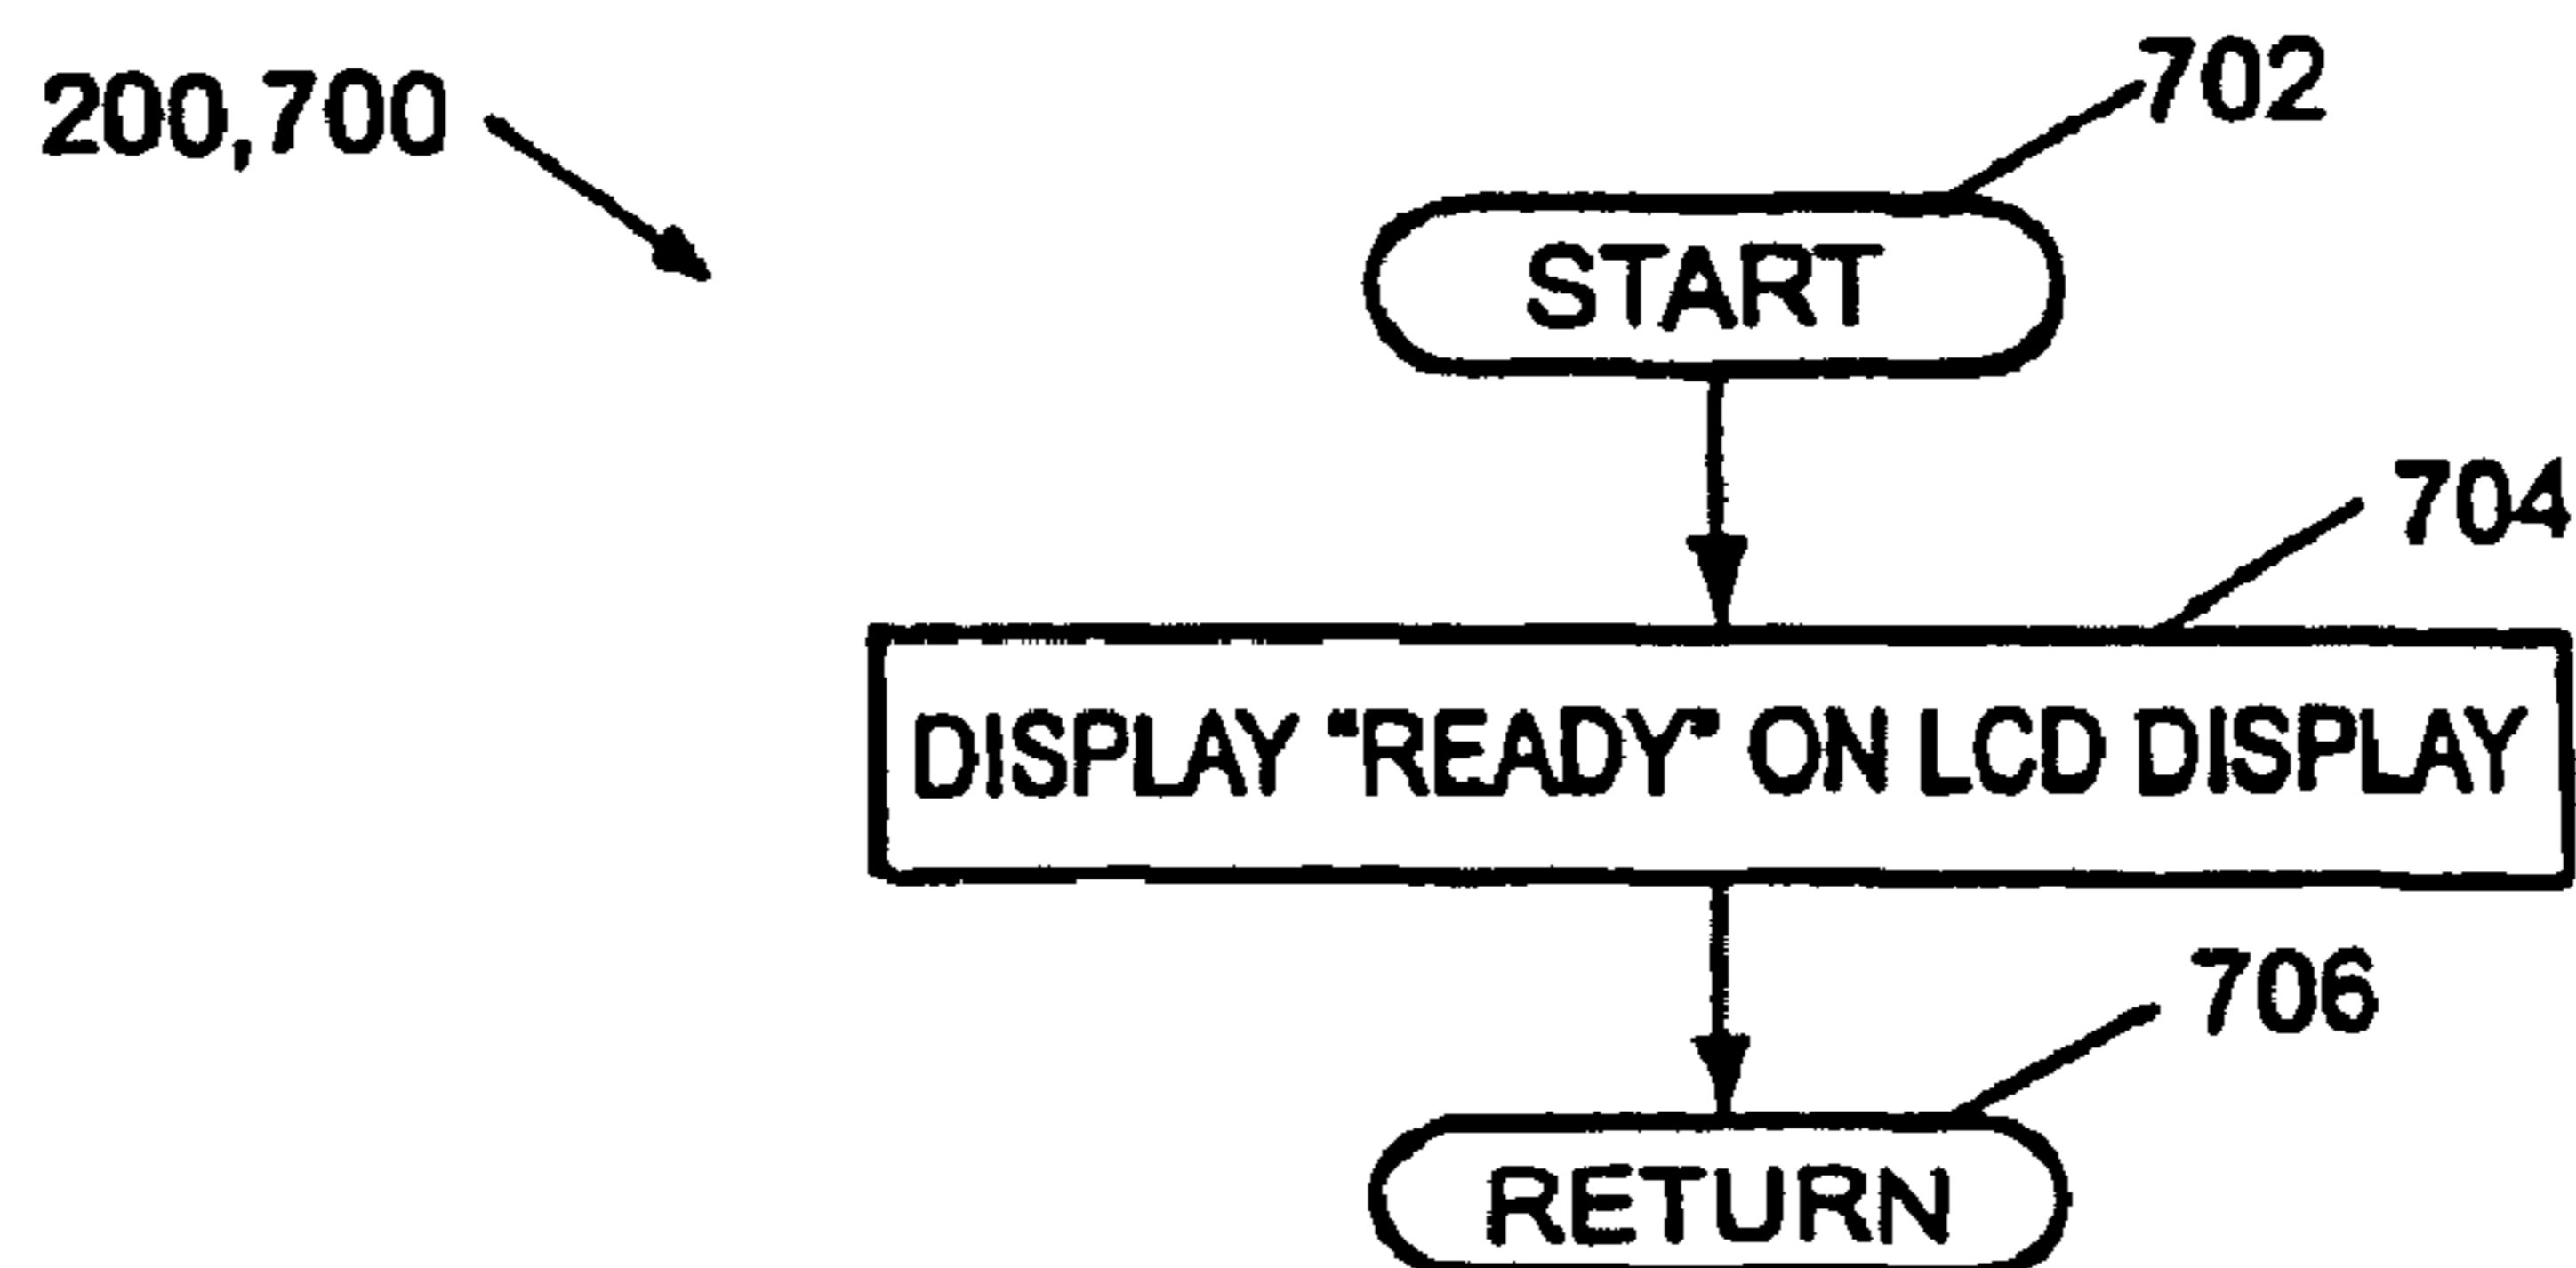 702
200,700
START
704
DISPLAY "READY" ON LCD DISPLAY
706
RETURN